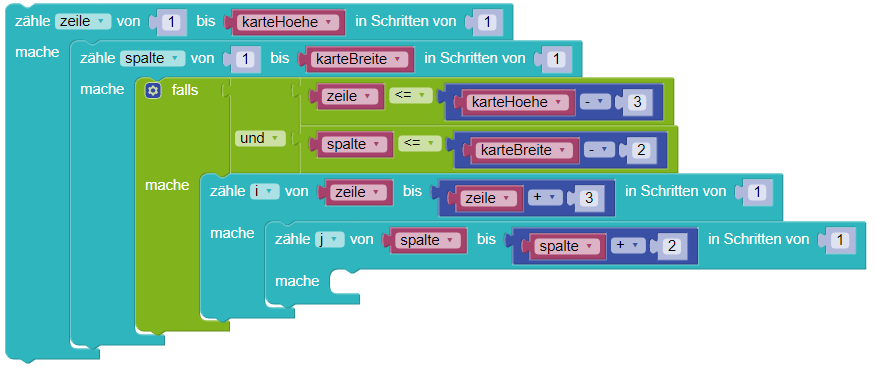 zähle zeile von 1 bis karteHoehe in Schritten von 1
mache zähle spalte von 1 bis karteBreite in Schritten von 1
mache falls zeile <= karteHoehe - 3
und
spalte <= karteBreite - 2
mache zähle i von zeile bis zeile + 3 in Schritten von 1
mache zähle j von spalte bis spalte + 2 in Schritten von 1
mache